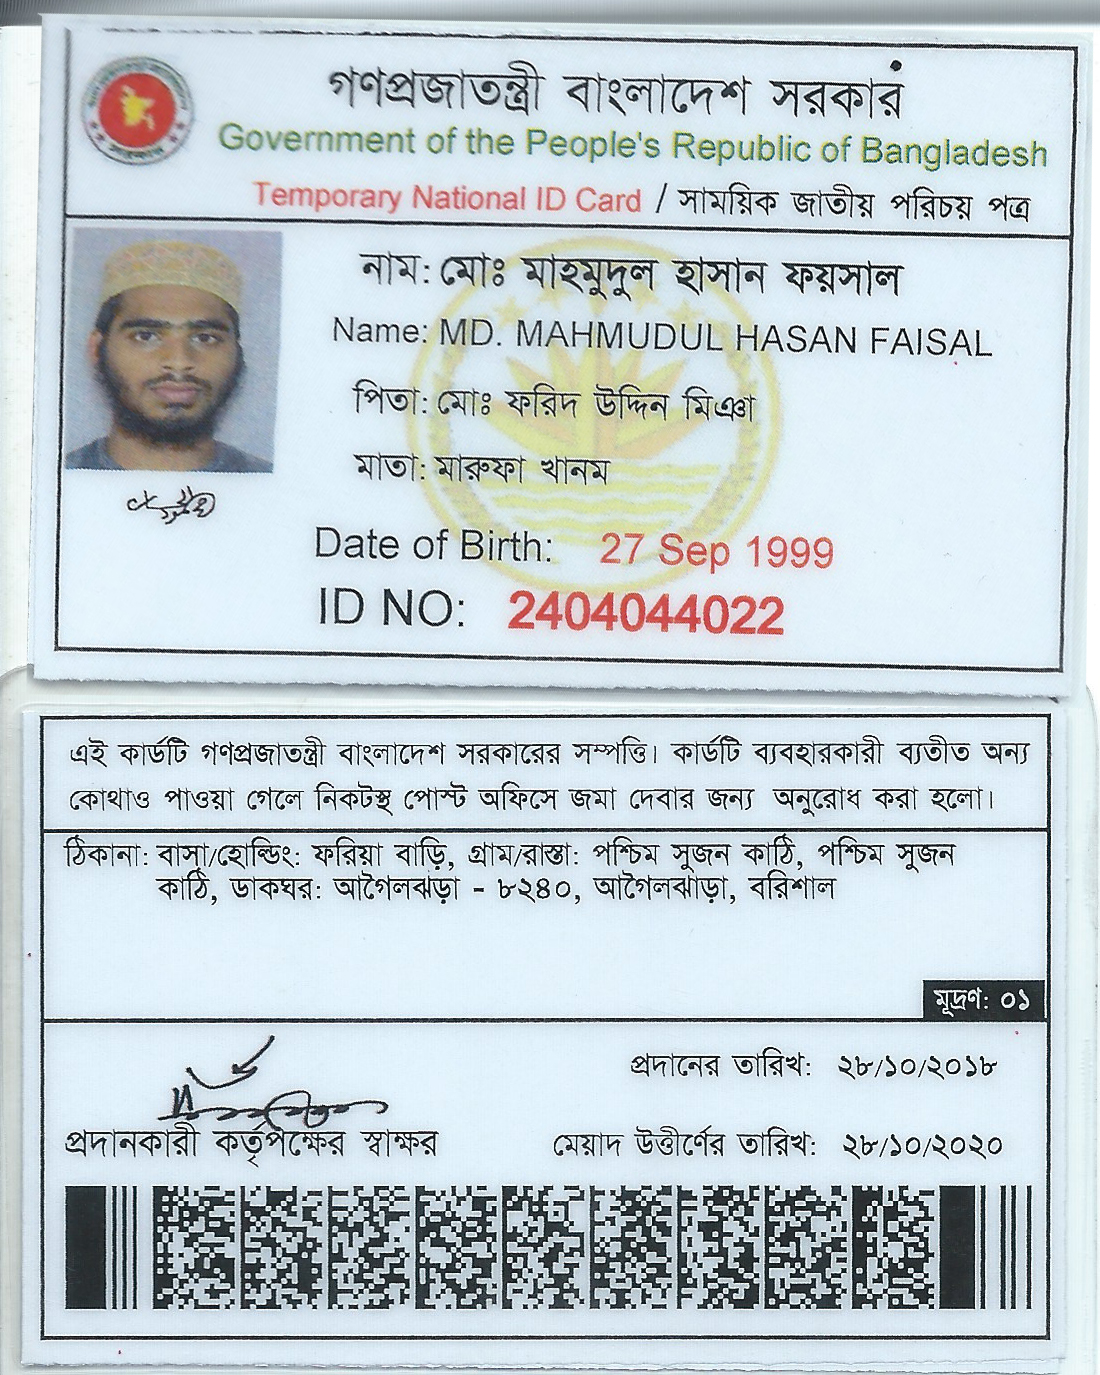 গণপ্রজাতন্ত্রী বাংলাদেশ সরকার
Government of the People's Republic of Bangladesh
Temporary National ID Card / সাময়িক জাতীয় পরিচয় পত্র
নাম: মোঃ মাহমুদুল হাসান ফয়সাল
Name: MD. MAHMUDUL HASAN FAISAL
পিতা: মোঃ ফরিদ উদ্দিন মিঞা
মাতা: মারুফা খানম
Date of Birth: 27 Sep 1999
ID NO: 2404044022
এই কার্ডটি গণপ্রজাতন্ত্রী বাংলাদেশ সরকারের সম্পত্তি। কার্ডটি ব্যবহারকারী ব্যতীত অন্য
কোথাও পাওয়া গেলে নিকটস্থ পোস্ট অফিসে জমা দেবার জন্য অনুরোধ করা হলো।
ঠিকানা: বাসা/হোল্ডিং: ফরিয়া বাড়ি, গ্রাম/রাস্তা: পশ্চিম সুজন কাঠি, পশ্চিম সুজন
কাঠি, ডাকঘর: আগৈলঝড়া - ৮২৪০, আগৈলঝাড়া, বরিশাল
মূদ্রণ: ০১
প্রদানের তারিখ: ২৮/১০/২০১৮
প্রদানকারী কর্তৃপক্ষের স্বাক্ষর মেয়াদ উত্তীর্ণের তারিখ: ২৮/১০/২০২০